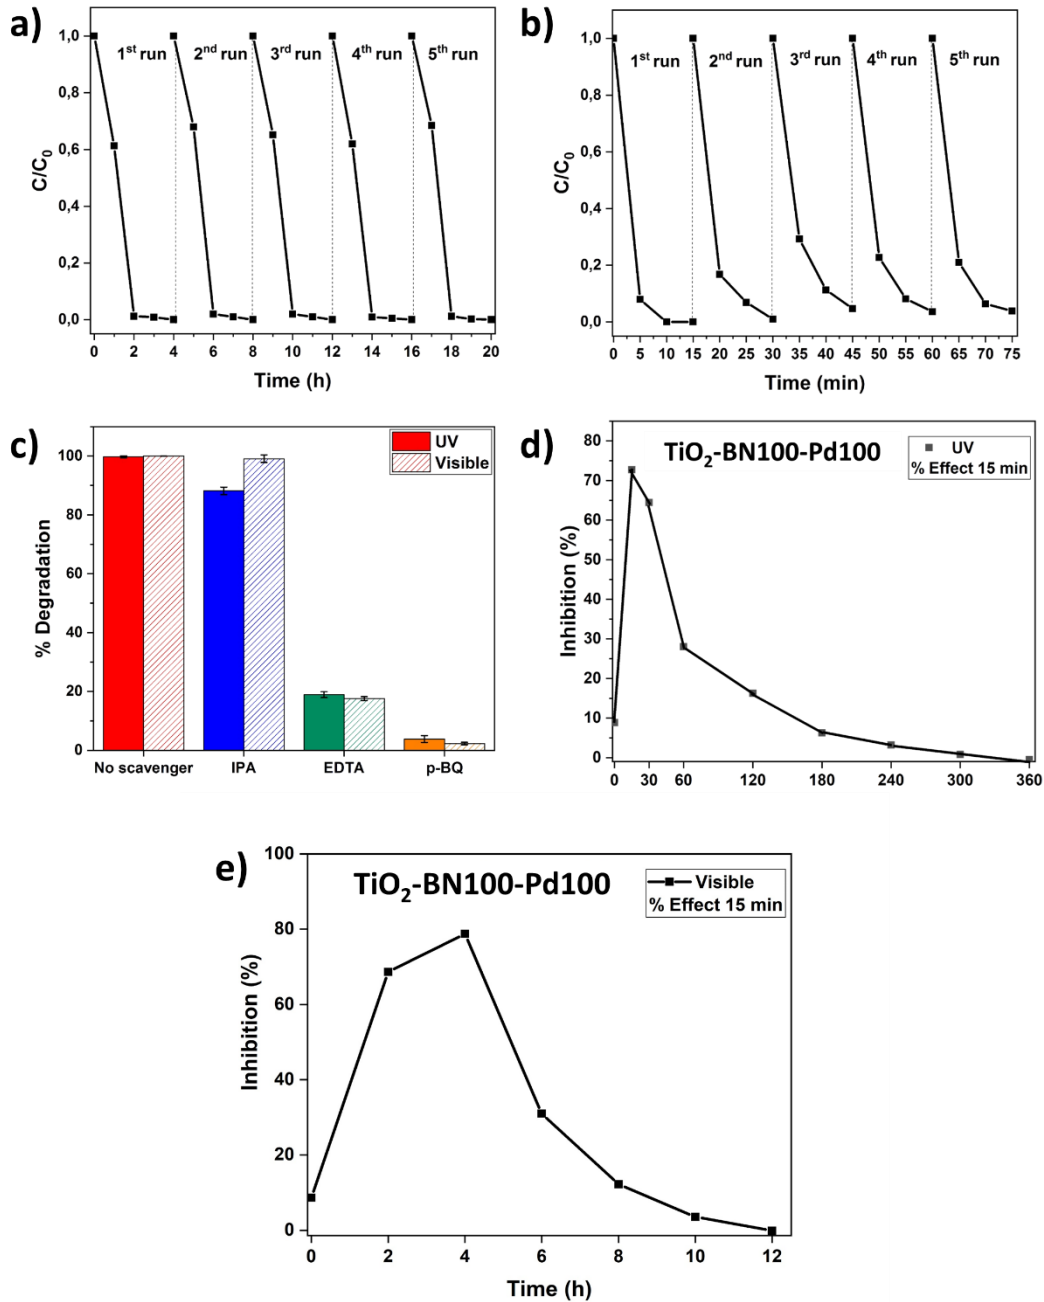 a)
1,0
0,8
0,6
0,4
0,2
0,0
C/C0
1st run
2nd run
3rd run
4th run
5th run
0 2 4 6 8 10 12 14 16 18 20
Time (h)
b)
1,0
0,8
0,6
0,4
0,2
0,0
C/C0
1st run
2nd run
3rd run
4th run
5th run
0 5 10 15 20 25 30 35 40 45 50 55 60 65 70 75
Time (min)
c)
UV
Visible
100
80
60
40
20
0
% Degradation
No scavenger IPA EDTA p-BQ
d)
TiO2-BN100-Pd100
UV
% Effect 15 min
80
70
60
50
40
30
20
10
0
Inhibition (%)
0 30 60 120 180 240 300 360
e)
TiO2-BN100-Pd100
Visible
% Effect 15 min
100
80
60
40
20
0
Inhibition (%)
0 2 4 6 8 10 12
Time (h)